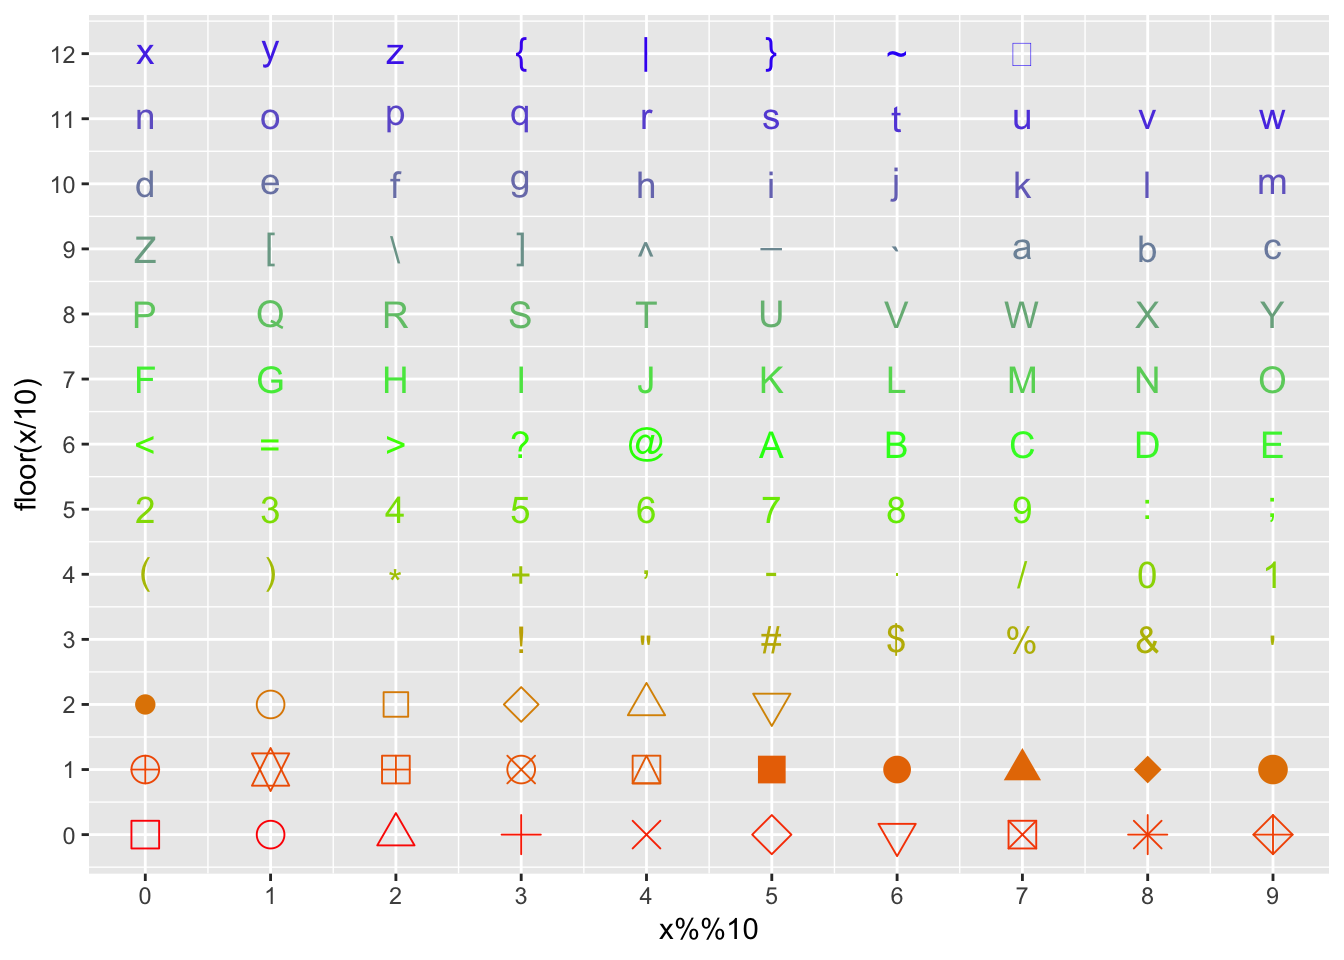 12 x y z { | } ~ □
11 n o p q r s t u v w
10 d e f g h i j k l m
9 Z [ \ ] ^ _ ` a b c
8 P Q R S T U V W X Y
7 F G H I J K L M N O
6 < = > ? @ A B C D E
5 2 3 4 5 6 7 8 9 : ;
4 ( ) * + , - . / 0 1
3 ! " # $ % & '
2
1
0
0 1 2 3 4 5 6 7 8 9
x%%10
floor(x/10)